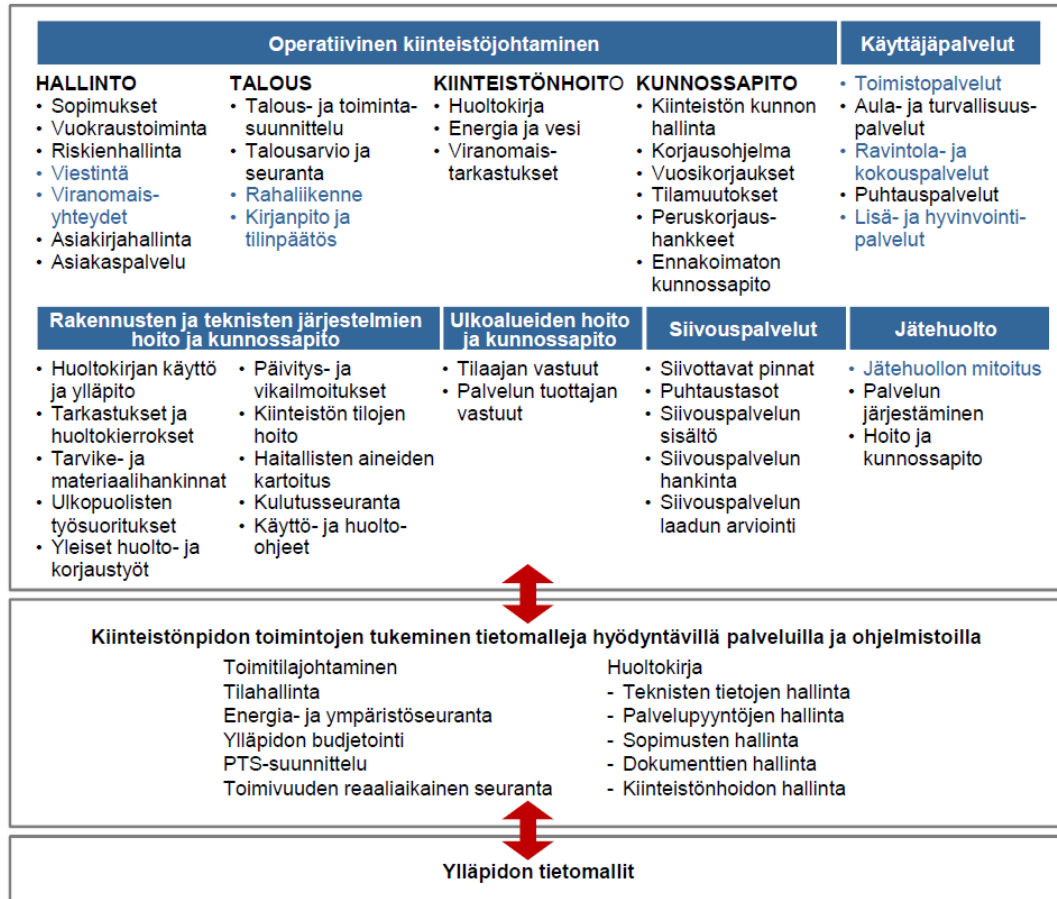 Operatiivinen kiinteistöjohtaminen
Käyttäjäpalvelut
HALLINTO
• Sopimukset
• Vuokraustoiminta
• Riskienhallinta
• Viestintä
• Viranomais-
yhteydet
• Asiakirjahallinta
• Asiakaspalvelu
TALOUS
• Talous- ja toiminta-
suunnittelu
• Talousarvio ja
seuranta
• Rahaliikenne
• Kirjanpito ja
tilinpäätös
KIINTEISTÖNHOITO
• Huoltokirja
• Energia ja vesi
• Viranomais-
tarkastukset
KUNNOSSAPITO
• Kiinteistön kunnon
hallinta
• Korjausohjelma
• Vuosikorjaukset
• Tilamuutokset
• Peruskorjaus-
hankkeet
• Ennakoimaton
kunnossapito
• Toimistopalvelut
• Aula- ja turvallisuus-
palvelut
• Ravintola- ja
kokouspalvelut
• Puhtauspalvelut
• Lisä- ja hyvinvointi-
palvelut
Rakennusten ja teknisten järjestelmien
hoito ja kunnossapito
• Huoltokirjan käyttö
ja ylläpito
• Tarkastukset ja
huoltokierrokset
• Tarvike- ja
materiaalihankinnat
• Ulkopuolisten
työsuoritukset
• Yleiset huolto- ja
korjaustyöt
• Päivitys- ja
vikailmoitukset
• Kiinteistön tilojen
hoito
• Haitallisten aineiden
kartoitus
• Kulutusseuranta
• Käyttö- ja huolto-
ohjeet
Ulkoalueiden hoito
ja kunnossapito
• Tilaajan vastuut
• Palvelun tuottajan
vastuut
Siivouspalvelut
• Siivottavat pinnat
• Puhtaustasot
• Siivouspalvelun
sisältö
• Siivouspalvelun
hankinta
• Siivouspalvelun
laadun arviointi
Jätehuolto
• Jätehuollon mitoitus
• Palvelun
järjestäminen
• Hoito ja
kunnossapito
Kiinteistönpidon toimintojen tukeminen tietomalleja hyödyntävillä palveluilla ja ohjelmistoilla
Toimitilajohtaminen
Tilahallinta
Energia- ja ympäristöseuranta
Ylläpidon budjetointi
PTS-suunnittelu
Toimivuuden reaaliaikainen seuranta
Huoltokirja
- Teknisten tietojen hallinta
- Palvelupyyntöjen hallinta
- Sopimusten hallinta
- Dokumenttien hallinta
- Kiinteistönhoidon hallinta
Ylläpidon tietomallit